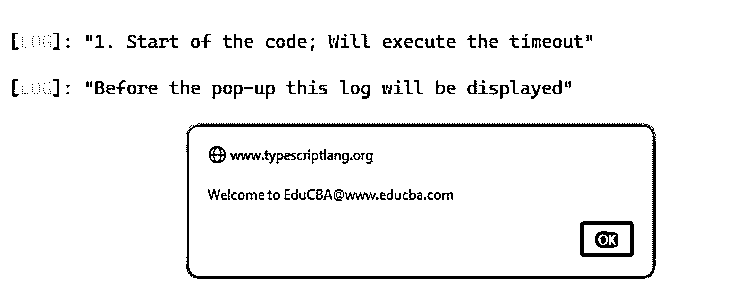 [LOG]: "1. Start of the code; Will execute the timeout"
[LOG]: "Before the pop-up this log will be displayed"
www.typescriptlang.org
Welcome to EduCBA@www.educba.com
OK